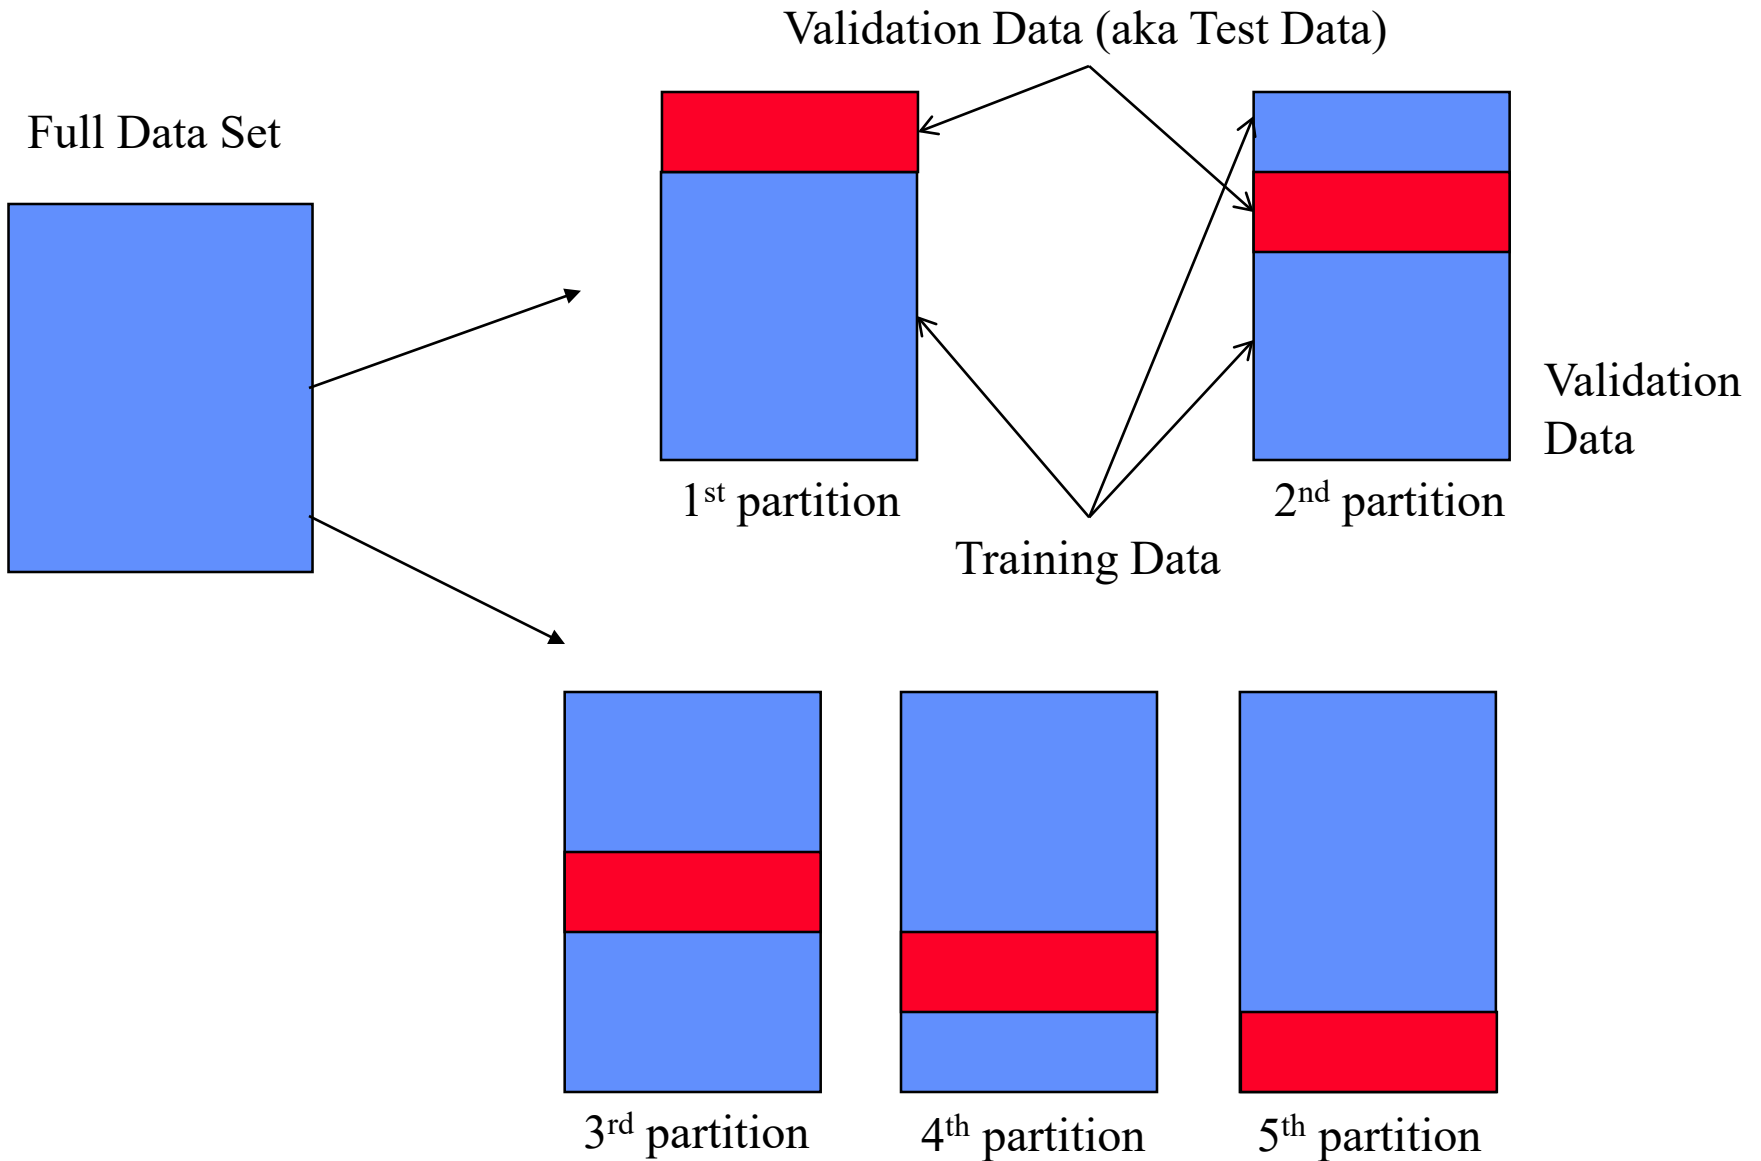 Validation Data (aka Test Data)
Full Data Set
Validation
Data
1st partition
2nd partition
Training Data
3rd partition
4th partition
5th partition